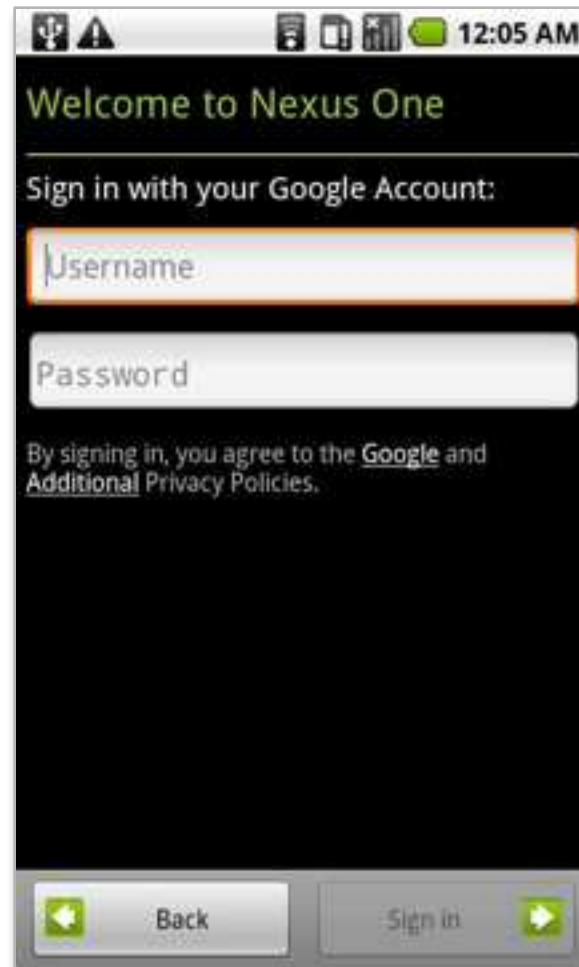 12:05 AM
Welcome to Nexus One
Sign in with your Google Account:
Username
Password
By signing in, you agree to the Google and
Additional Privacy Policies.
Back
Sign in